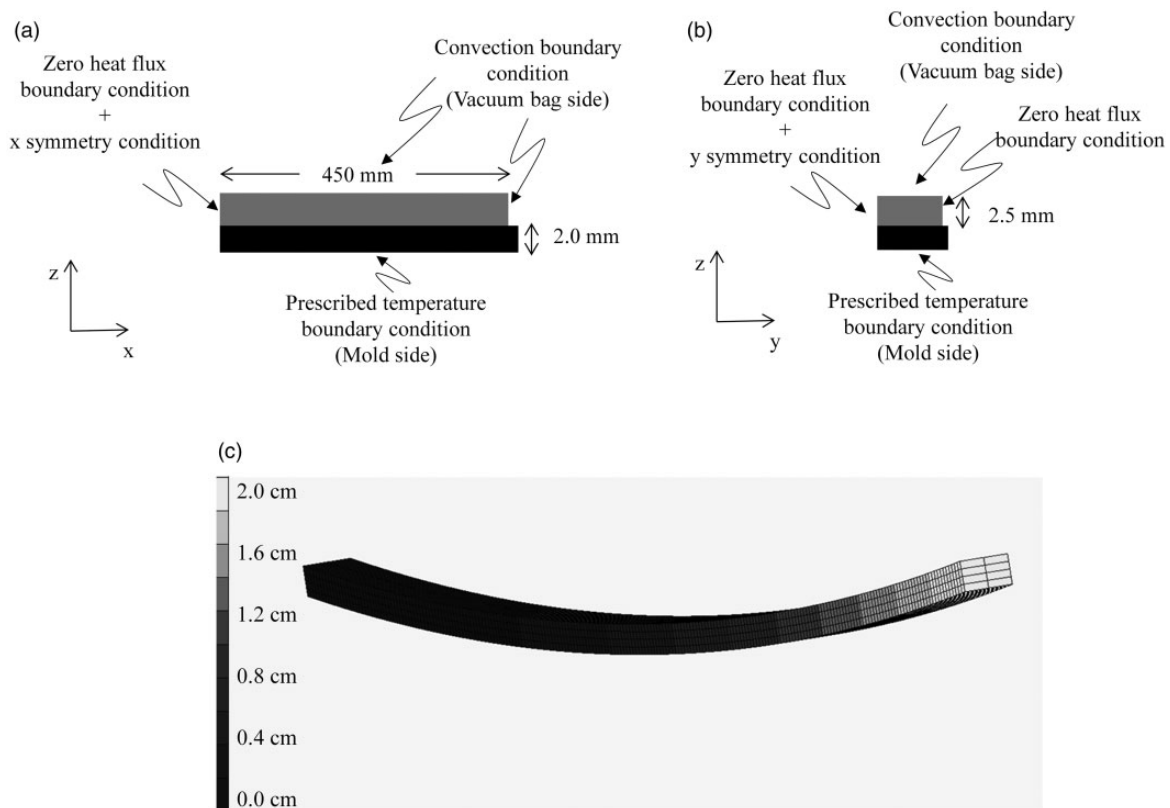 (a)
Zero heat flux
boundary condition
+
x symmetry condition
Convection boundary
condition
(Vacuum bag side)
450 mm
2.0 mm
z
x
Prescribed temperature
boundary condition
(Mold side)
(b)
Convection boundary
condition
(Vacuum bag side)
Zero heat flux
boundary condition
+
y symmetry condition
Zero heat flux
boundary condition
2.5 mm
z
y
Prescribed temperature
boundary condition
(Mold side)
(c)
2.0 cm
1.6 cm
1.2 cm
0.8 cm
0.4 cm
0.0 cm